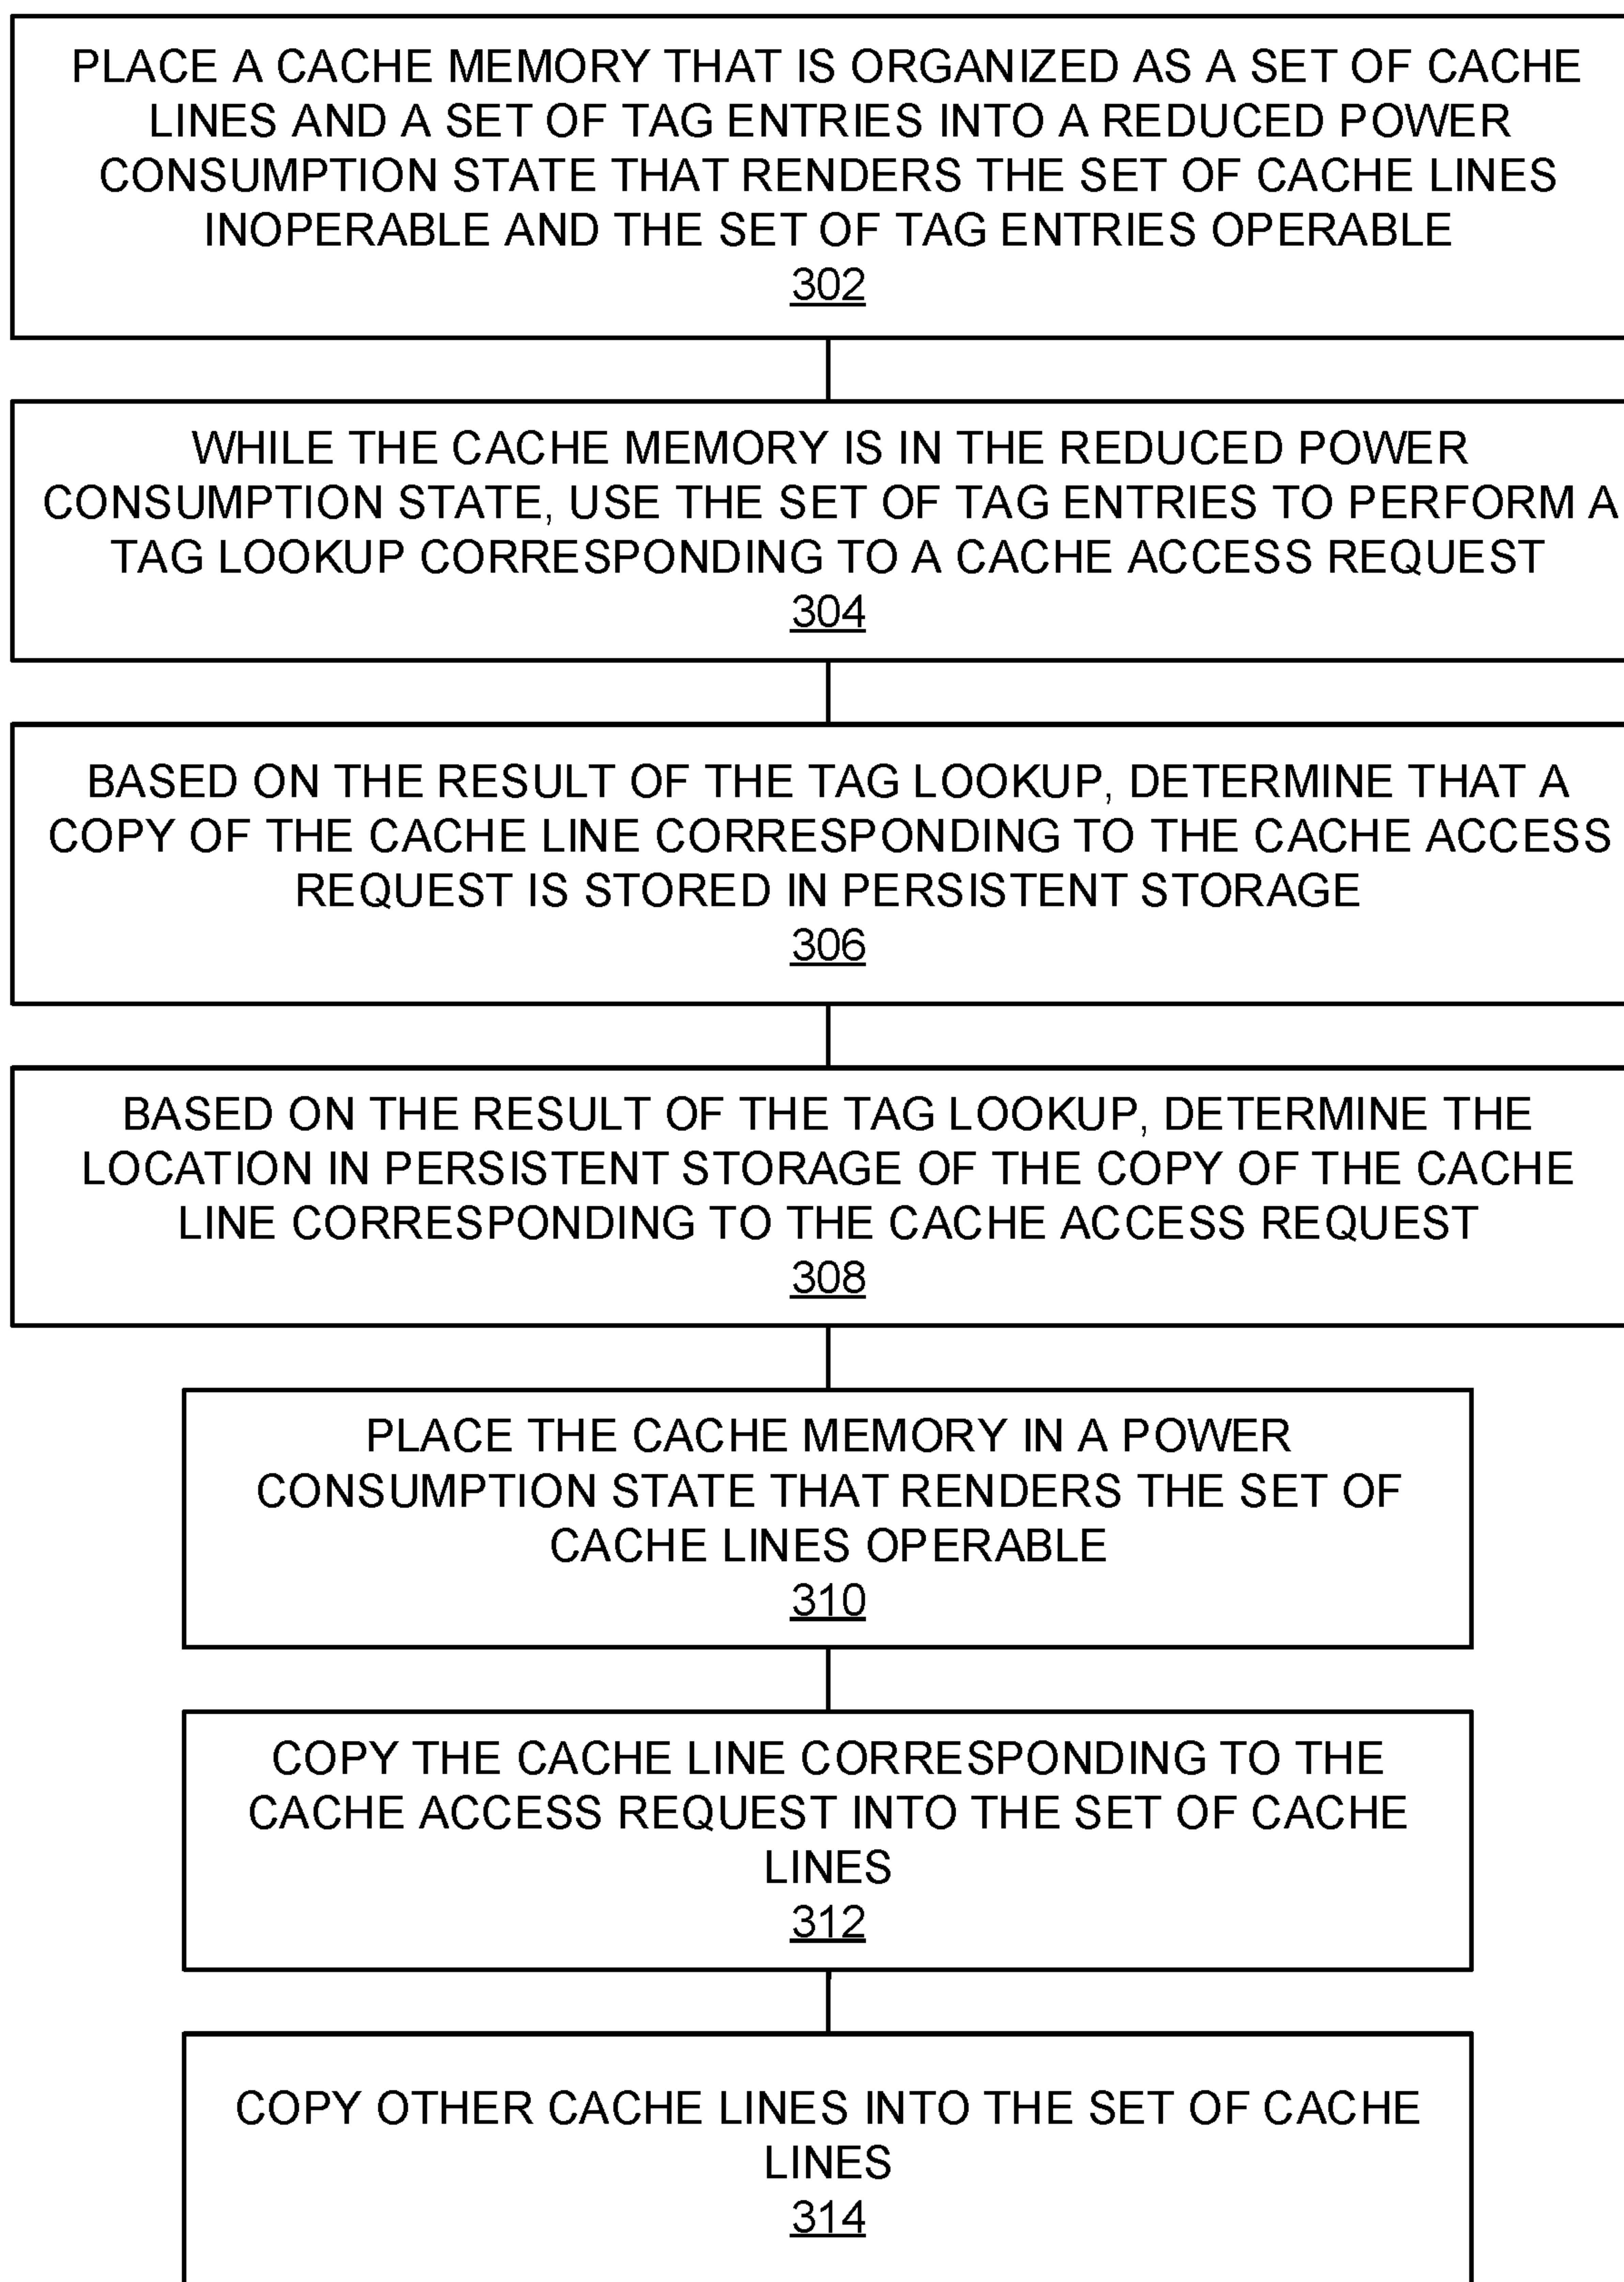 PLACE A CACHE MEMORY THAT IS ORGANIZED AS A SET OF CACHE
LINES AND A SET OF TAG ENTRIES INTO A REDUCED POWER
CONSUMPTION STATE THAT RENDERS THE SET OF CACHE LINES
INOPERABLE AND THE SET OF TAG ENTRIES OPERABLE
302
WHILE THE CACHE MEMORY IS IN THE REDUCED POWER
CONSUMPTION STATE, USE THE SET OF TAG ENTRIES TO PERFORM A
TAG LOOKUP CORRESPONDING TO A CACHE ACCESS REQUEST
304
BASED ON THE RESULT OF THE TAG LOOKUP, DETERMINE THAT A
COPY OF THE CACHE LINE CORRESPONDING TO THE CACHE ACCESS
REQUEST IS STORED IN PERSISTENT STORAGE
306
BASED ON THE RESULT OF THE TAG LOOKUP, DETERMINE THE
LOCATION IN PERSISTENT STORAGE OF THE COPY OF THE CACHE
LINE CORRESPONDING TO THE CACHE ACCESS REQUEST
308
PLACE THE CACHE MEMORY IN A POWER
CONSUMPTION STATE THAT RENDERS THE SET OF
CACHE LINES OPERABLE
310
COPY THE CACHE LINE CORRESPONDING TO THE
CACHE ACCESS REQUEST INTO THE SET OF CACHE
LINES
312
COPY OTHER CACHE LINES INTO THE SET OF CACHE
LINES
314